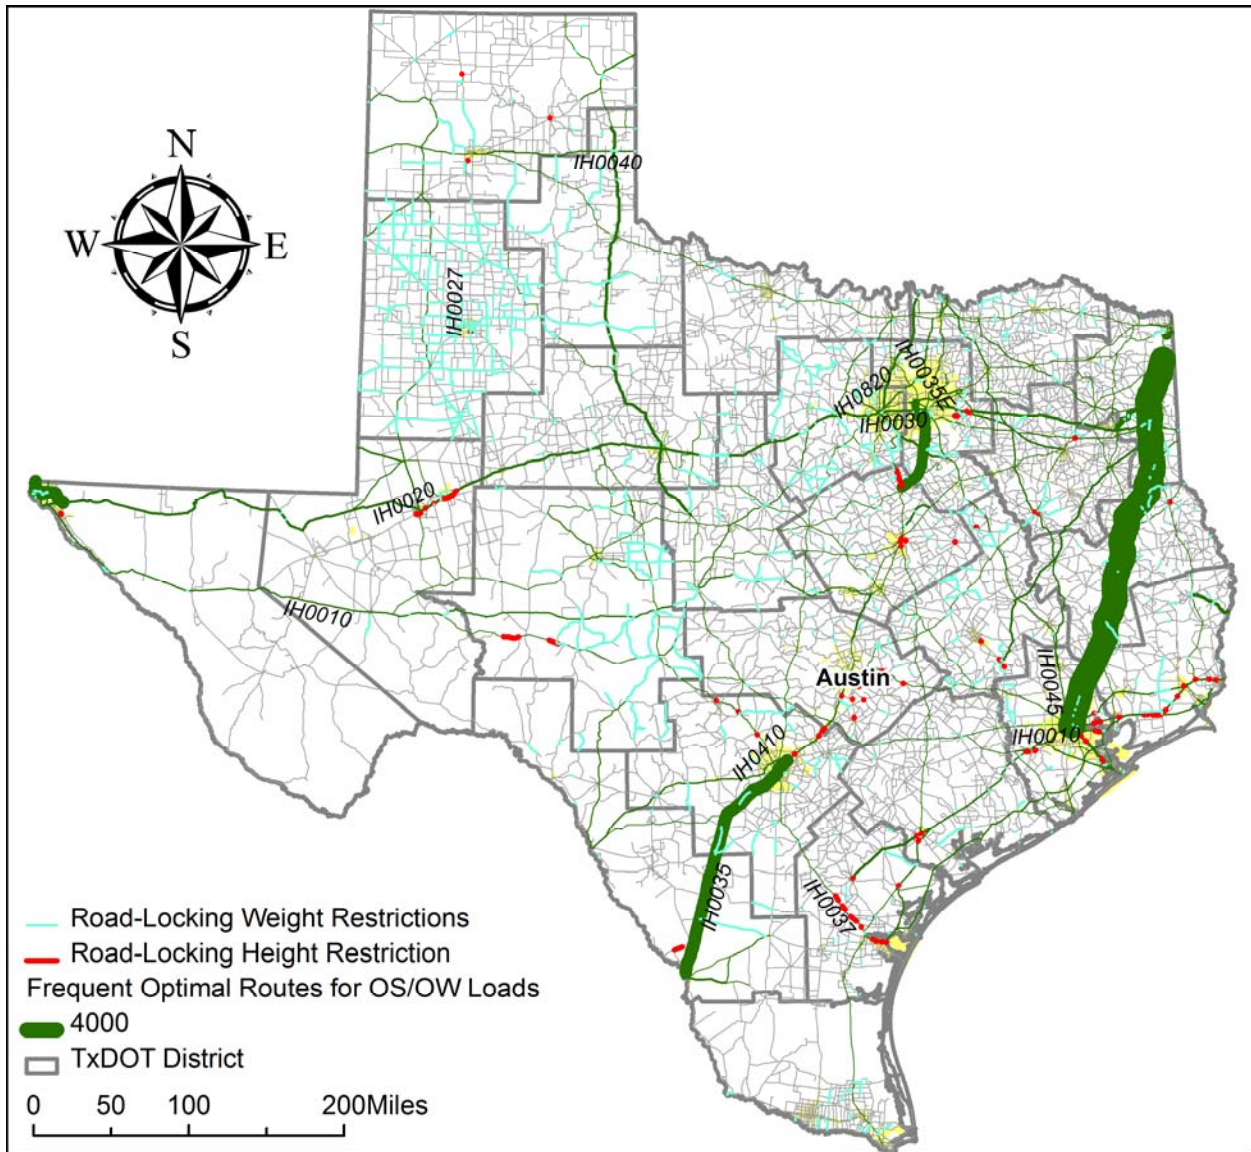 N
W E
S
IH0040
IH0027
IH0035E
IH0820
IH0030
IH0020
IH0010
Austin
IH0045
IH0010
IH0410
IH0035
IH0037
Road-Locking Weight Restrictions
Road-Locking Height Restriction
Frequent Optimal Routes for OS/OW Loads
4000
TxDOT District
0 50 100 200Miles